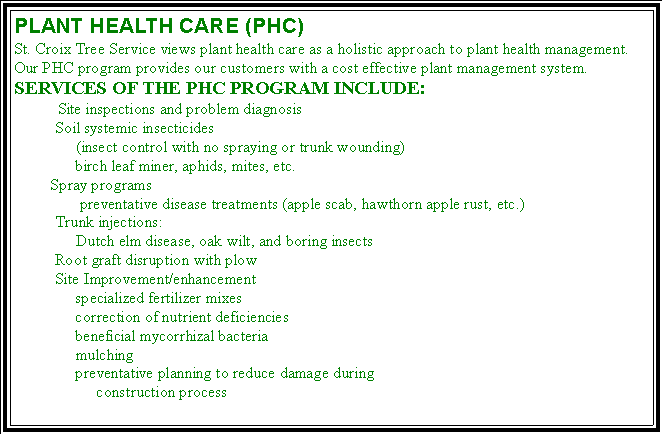 PLANT HEALTH CARE (PHC)
St. Croix Tree Service views plant health care as a holistic approach to plant health management.
Our PHC program provides our customers with a cost effective plant management system.
SERVICES OF THE PHC PROGRAM INCLUDE:
Site inspections and problem diagnosis
Soil systemic insecticides
(insect control with no spraying or trunk wounding)
birch leaf miner, aphids, mites, etc.
Spray programs
preventative disease treatments (apple scab, hawthorn apple rust, etc.)
Trunk injections:
Dutch elm disease, oak wilt, and boring insects
Root graft disruption with plow
Site Improvement/enhancement
specialized fertilizer mixes
correction of nutrient deficiencies
beneficial mycorrhizal bacteria
mulching
preventative planning to reduce damage during
construction process